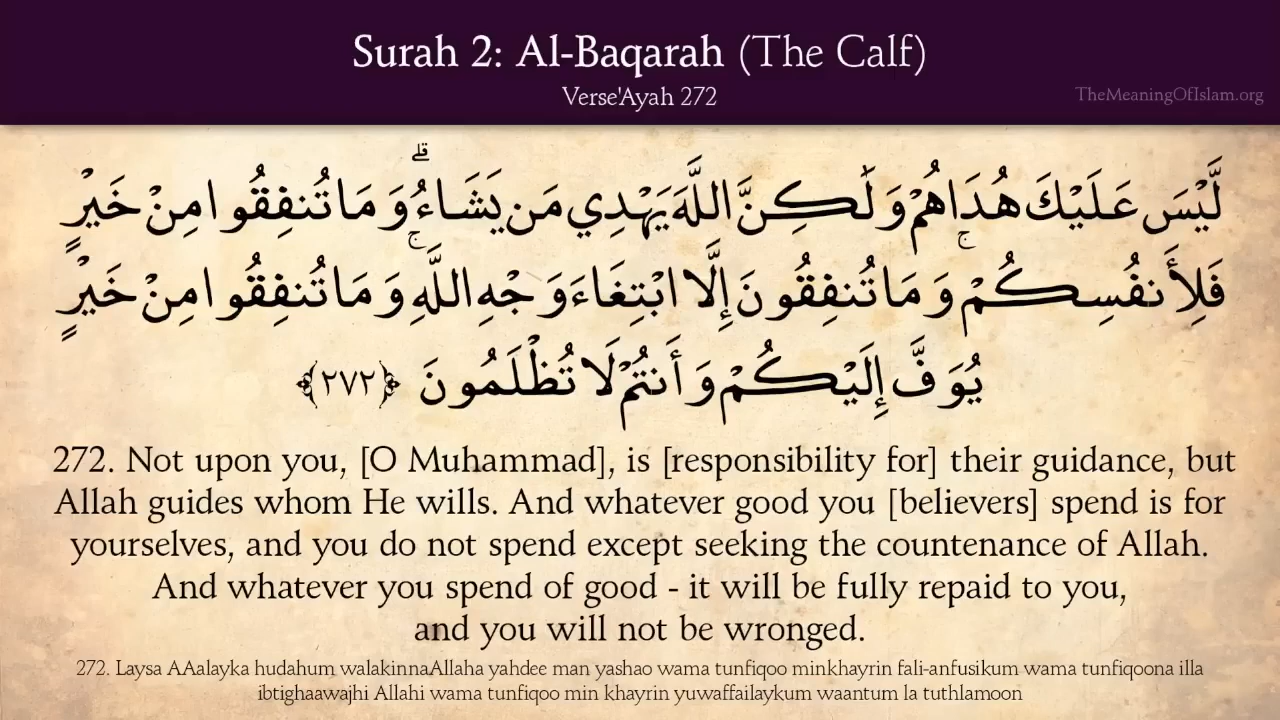 Surah 2: Al-Baqarah (The Calf)
Verse'Ayah 272
TheMeaningOfIslam.org
لَّيْسَ عَلَيْكَ هُدَاهُمْ وَلَٰكِنَّ اللَّهَ يَهْدِي مَن يَشَاءُ ۗ وَمَا تُنفِقُوا مِنْ خَيْرٍ
فَلِأَنفُسِكُمْ ۚ وَمَا تُنفِقُونَ إِلَّا ابْتِغَاءَ وَجْهِ اللَّهِ ۚ وَمَا تُنفِقُوا مِنْ خَيْرٍ
يُوَفَّ إِلَيْكُمْ وَأَنتُمْ لَا تُظْلَمُونَ ﴿٢٧٢﴾
272. Not upon you, [O Muhammad], is [responsibility for] their guidance, but
Allah guides whom He wills. And whatever good you [believers] spend is for
yourselves, and you do not spend except seeking the countenance of Allah.
And whatever you spend of good - it will be fully repaid to you,
and you will not be wronged.
272. Laysa AAalayka hudahum walakinnaAllaha yahdee man yashao wama tunfiqoo minkhayrin fali-anfusikum wama tunfiqoona illa
ibtighaawajhi Allahi wama tunfiqoo min khayrin yuwaffailaykum waantum la tuthlamoon